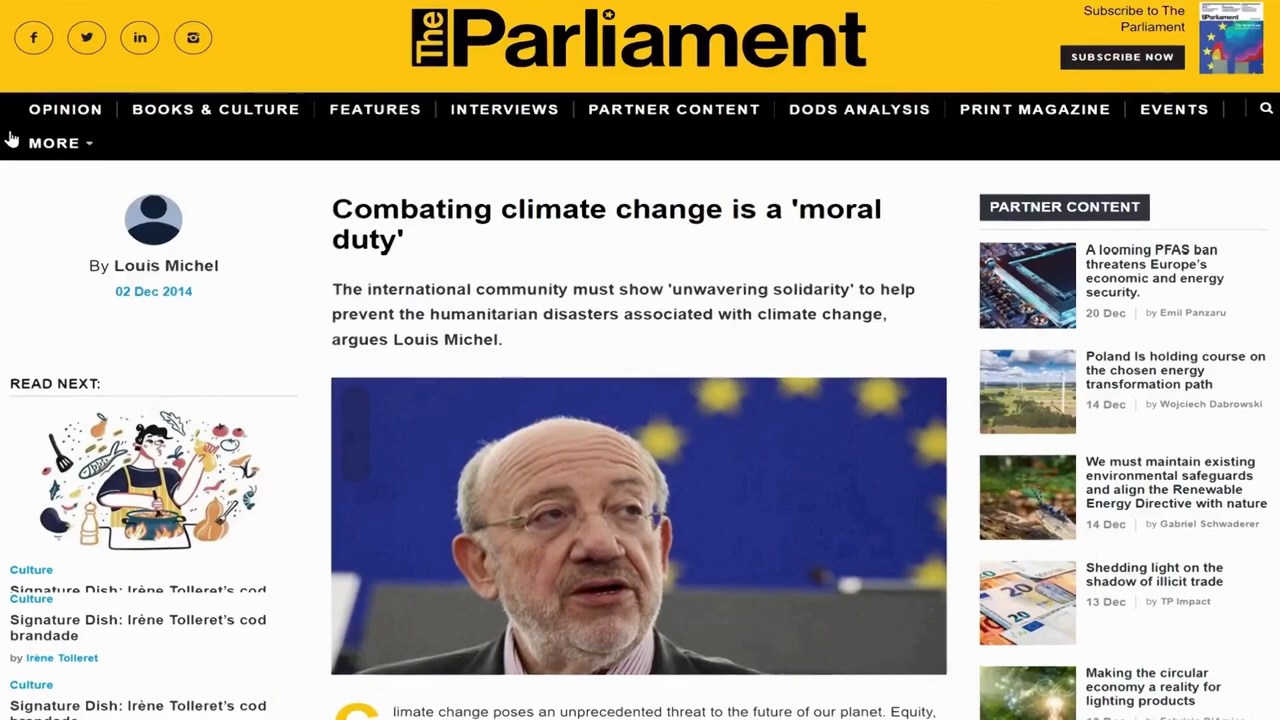 The Parliament
Subscribe to The
Parliament
SUBSCRIBE NOW
OPINION
BOOKS & CULTURE
FEATURES
INTERVIEWS
PARTNER CONTENT
DODS ANALYSIS
PRINT MAGAZINE
EVENTS
MORE
By Louis Michel
02 Dec 2014
READ NEXT:
Culture
Signature Dish: Irène Tolleret's cod
Culture
Signature Dish: Irène Tolleret's cod
brandade
by Irène Tolleret
Culture
Signature Dish: Irène Tolleret's cod
brandade
Combating climate change is a 'moral
duty'
The international community must show 'unwavering solidarity' to help
prevent the humanitarian disasters associated with climate change,
argues Louis Michel.
Climate change poses an unprecedented threat to the future of our planet. Equity,
PARTNER CONTENT
A looming PFAS ban
threatens Europe's
economic and energy
security.
20 Dec | by Emil Panzaru
Poland Is holding course on
the chosen energy
transformation path
14 Dec | by Wojciech Dabrowski
We must maintain existing
environmental safeguards
and align the Renewable
Energy Directive with nature
14 Dec | by Gabriel Schwaderer
Shedding light on the
shadow of illicit trade
13 Dec | by TP Impact
Making the circular
economy a reality for
lighting products